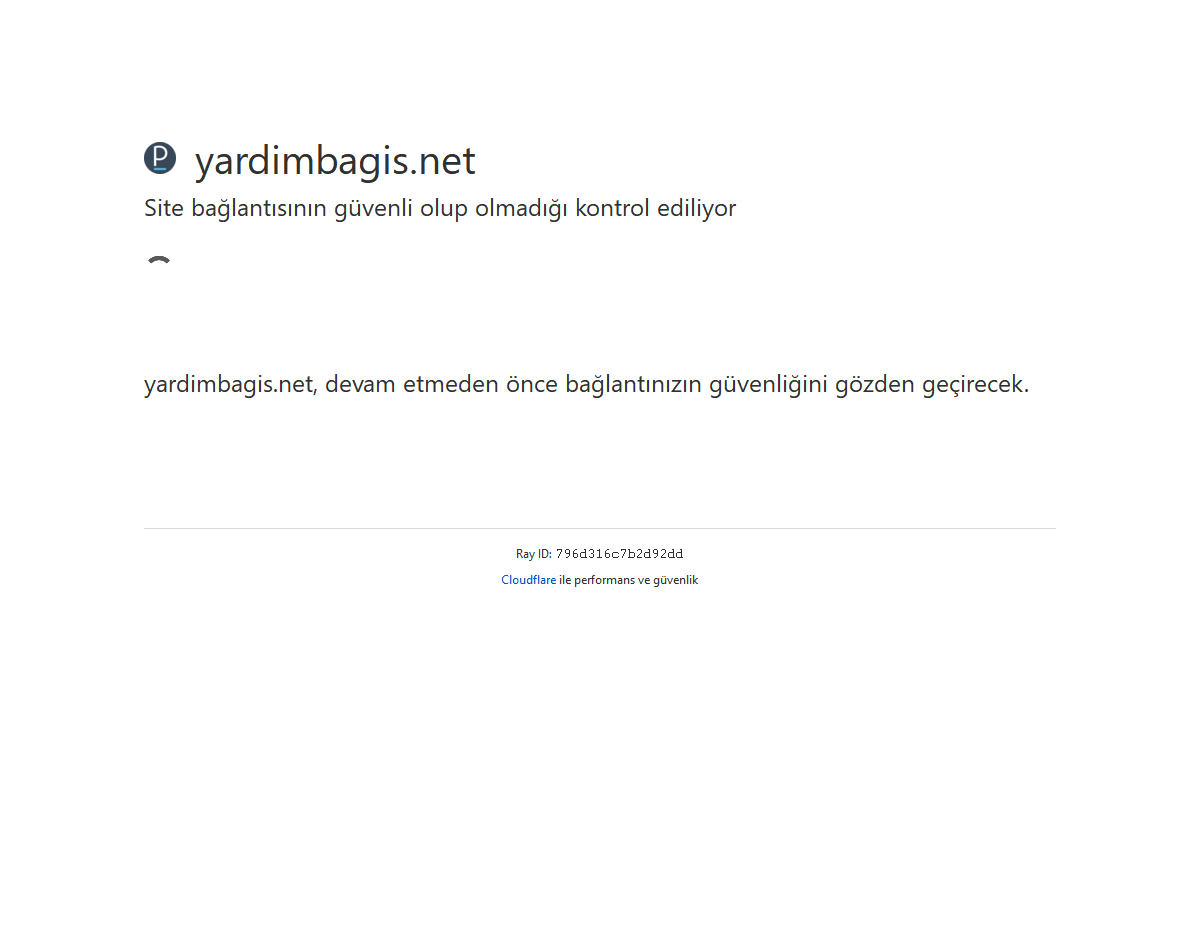 P
yardimbagis.net
Site bağlantısının güvenli olup olmadığı kontrol ediliyor
yardimbagis.net, devam etmeden önce bağlantınızın güvenliğini gözden geçirecek.
Ray ID: 796d316c7b2d92dd
Cloudflare ile performans ve güvenlik